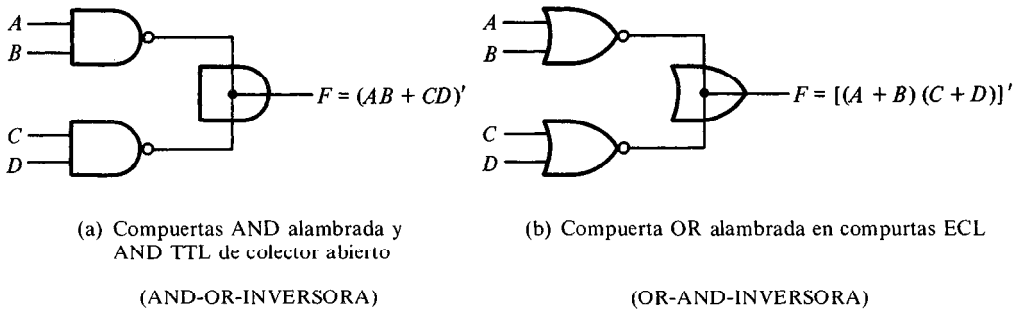 A
B
C
D
F = (AB + CD)'
A
B
C
D
F = [(A + B) (C + D)]'
(a) Compuertas AND alambrada y
AND TTL de colector abierto
(AND-OR-INVERSORA)
(b) Compuerta OR alambrada en compurtas ECL
(OR-AND-INVERSORA)